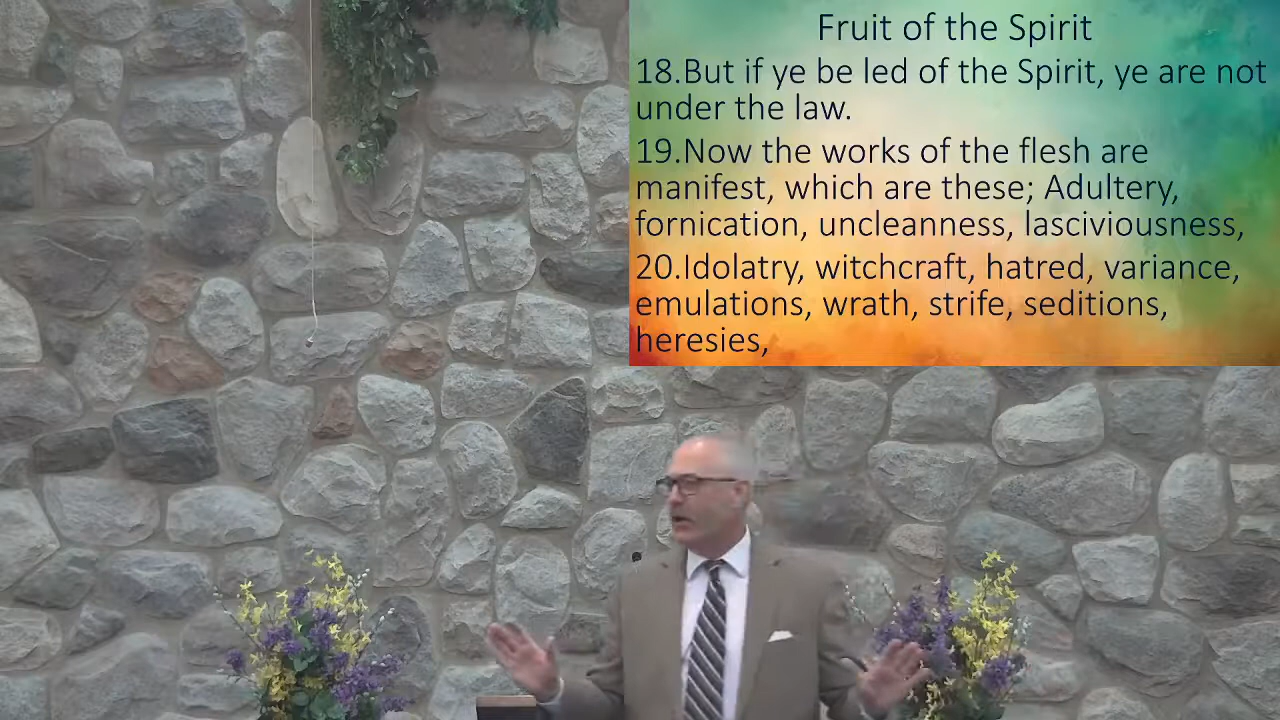 Fruit of the Spirit
18.But if ye be led of the Spirit, ye are not
under the law.
19.Now the works of the flesh are
manifest, which are these; Adultery,
fornication, uncleanness, lasciviousness,
20.Idolatry, witchcraft, hatred, variance,
emulations, wrath, strife, seditions,
heresies,